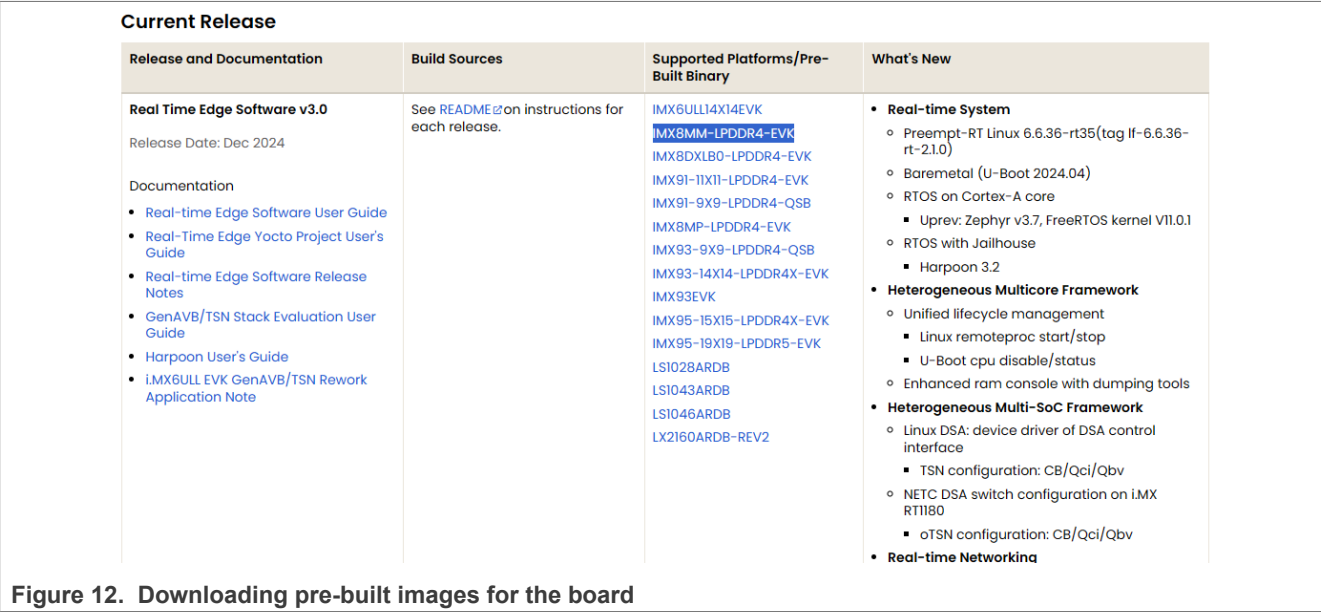 Current Release
Release and Documentation
Build Sources
Supported Platforms/Pre-
Built Binary
What's New
Real Time Edge Software v3.0
Release Date: Dec 2024
Documentation
• Real-time Edge Software User Guide
• Real-Time Edge Yocto Project User's
Guide
• Real-time Edge Software Release
Notes
• GenAVB/TSN Stack Evaluation User
Guide
• Harpoon User's Guide
• i.MX6ULL EVK GenAVB/TSN Rework
Application Note
See README on instructions for
each release.
IMX6ULL14X14EVK
IMX8MM-LPDDR4-EVK
IMX8DXLB0-LPDDR4-EVK
IMX91-11X11-LPDDR4-EVK
IMX91-9X9-LPDDR4-QSB
IMX8MP-LPDDR4-EVK
IMX93-9X9-LPDDR4-QSB
IMX93-14X14-LPDDR4X-EVK
IMX93EVK
IMX95-15X15-LPDDR4X-EVK
IMX95-19X19-LPDDR5-EVK
LS1028ARDB
LS1043ARDB
LS1046ARDB
LX2160ARDB-REV2
• Real-time System
○ Preempt-RT Linux 6.6.36-rt35(tag lf-6.6.36-
rt-2.1.0)
○ Baremetal (U-Boot 2024.04)
○ RTOS on Cortex-A core
▪ Uprev: Zephyr v3.7, FreeRTOS kernel V11.0.1
○ RTOS with Jailhouse
▪ Harpoon 3.2
• Heterogeneous Multicore Framework
○ Unified lifecycle management
▪ Linux remoteproc start/stop
▪ U-Boot cpu disable/status
○ Enhanced ram console with dumping tools
• Heterogeneous Multi-SoC Framework
○ Linux DSA: device driver of DSA control
interface
▪ TSN configuration: CB/Qci/Qbv
○ NETC DSA switch configuration on i.MX
RT1180
▪ oTSN configuration: CB/Qci/Qbv
• Real-time Networking
Figure 12. Downloading pre-built images for the board